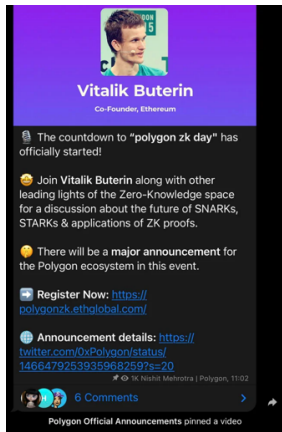 Vitalik Buterin
Co-Founder, Ethereum
The countdown to “polygon zk day” has
officially started!
Join Vitalik Buterin along with other
leading lights of the Zero-Knowledge space
for a discussion about the future of SNARKs,
STARKs & applications of ZK proofs.
There will be a major announcement for
the Polygon ecosystem in this event.
Register Now: https://
polygonzk.ethglobal.com/
Announcement details: https://
twitter.com/0xPolygon/status/
1466479253935968259?s=20
1K Nishit Mehrotra | Polygon, 11:02
H
6 Comments
Polygon Official Announcements pinned a video